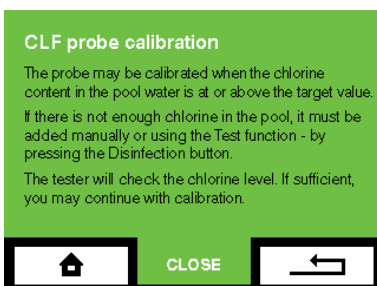 CLF probe calibration
The probe may be calibrated when the chlorine
content in the pool water is at or above the target value.
If there is not enough chlorine in the pool, it must be
added manually or using the Test function - by
pressing the Disinfection button.
The tester will check the chlorine level. If sufficient,
you may continue with calibration.
CLOSE